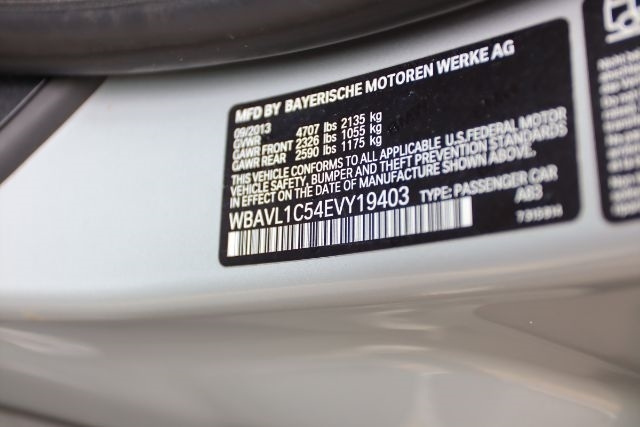 MFD BY BAYERISCHE MOTOREN WERKE AG
09/2013
GVWR 4707 lbs 2135 kg
GAWR FRONT 2326 lbs 1055 kg
GAWR REAR 2590 lbs 1175 kg
THIS VEHICLE CONFORMS TO ALL APPLICABLE U.S.FEDERAL MOTOR
VEHICLE SAFETY, BUMPER AND THEFT PREVENTION STANDARDS
IN EFFECT ON THE DATE OF MANUFACTURE SHOWN ABOVE.
WBAVL1C54EVY19403 TYPE: PASSENGER CAR
AB3